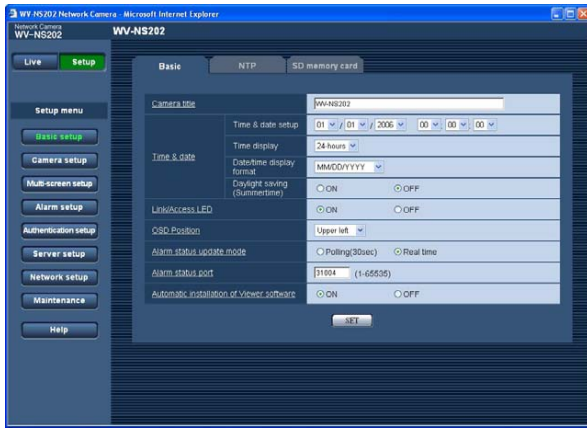 WV-NS202 Network Camera - Microsoft Internet Explorer
Network Camera
WV-NS202
WV-NS202
Live
Setup
Setup menu
Basic setup
Camera setup
Multi-screen setup
Alarm setup
Authentication setup
Server setup
Network setup
Maintenance
Help
Basic
NTP
SD memory card
Camera title
WV-NS202
Time & date
Time & date setup
01 / 01 / 2006 00 : 00 : 00
Time display
24-hours
Date/time display format
MM/DD/YYYY
Daylight saving (Summertime)
ON OFF
Link/Access LED
ON OFF
OSD Position
Upper left
Alarm status update mode
Polling(30sec) Real time
Alarm status port
31004 (1-65535)
Automatic installation of Viewer software
ON OFF
SET